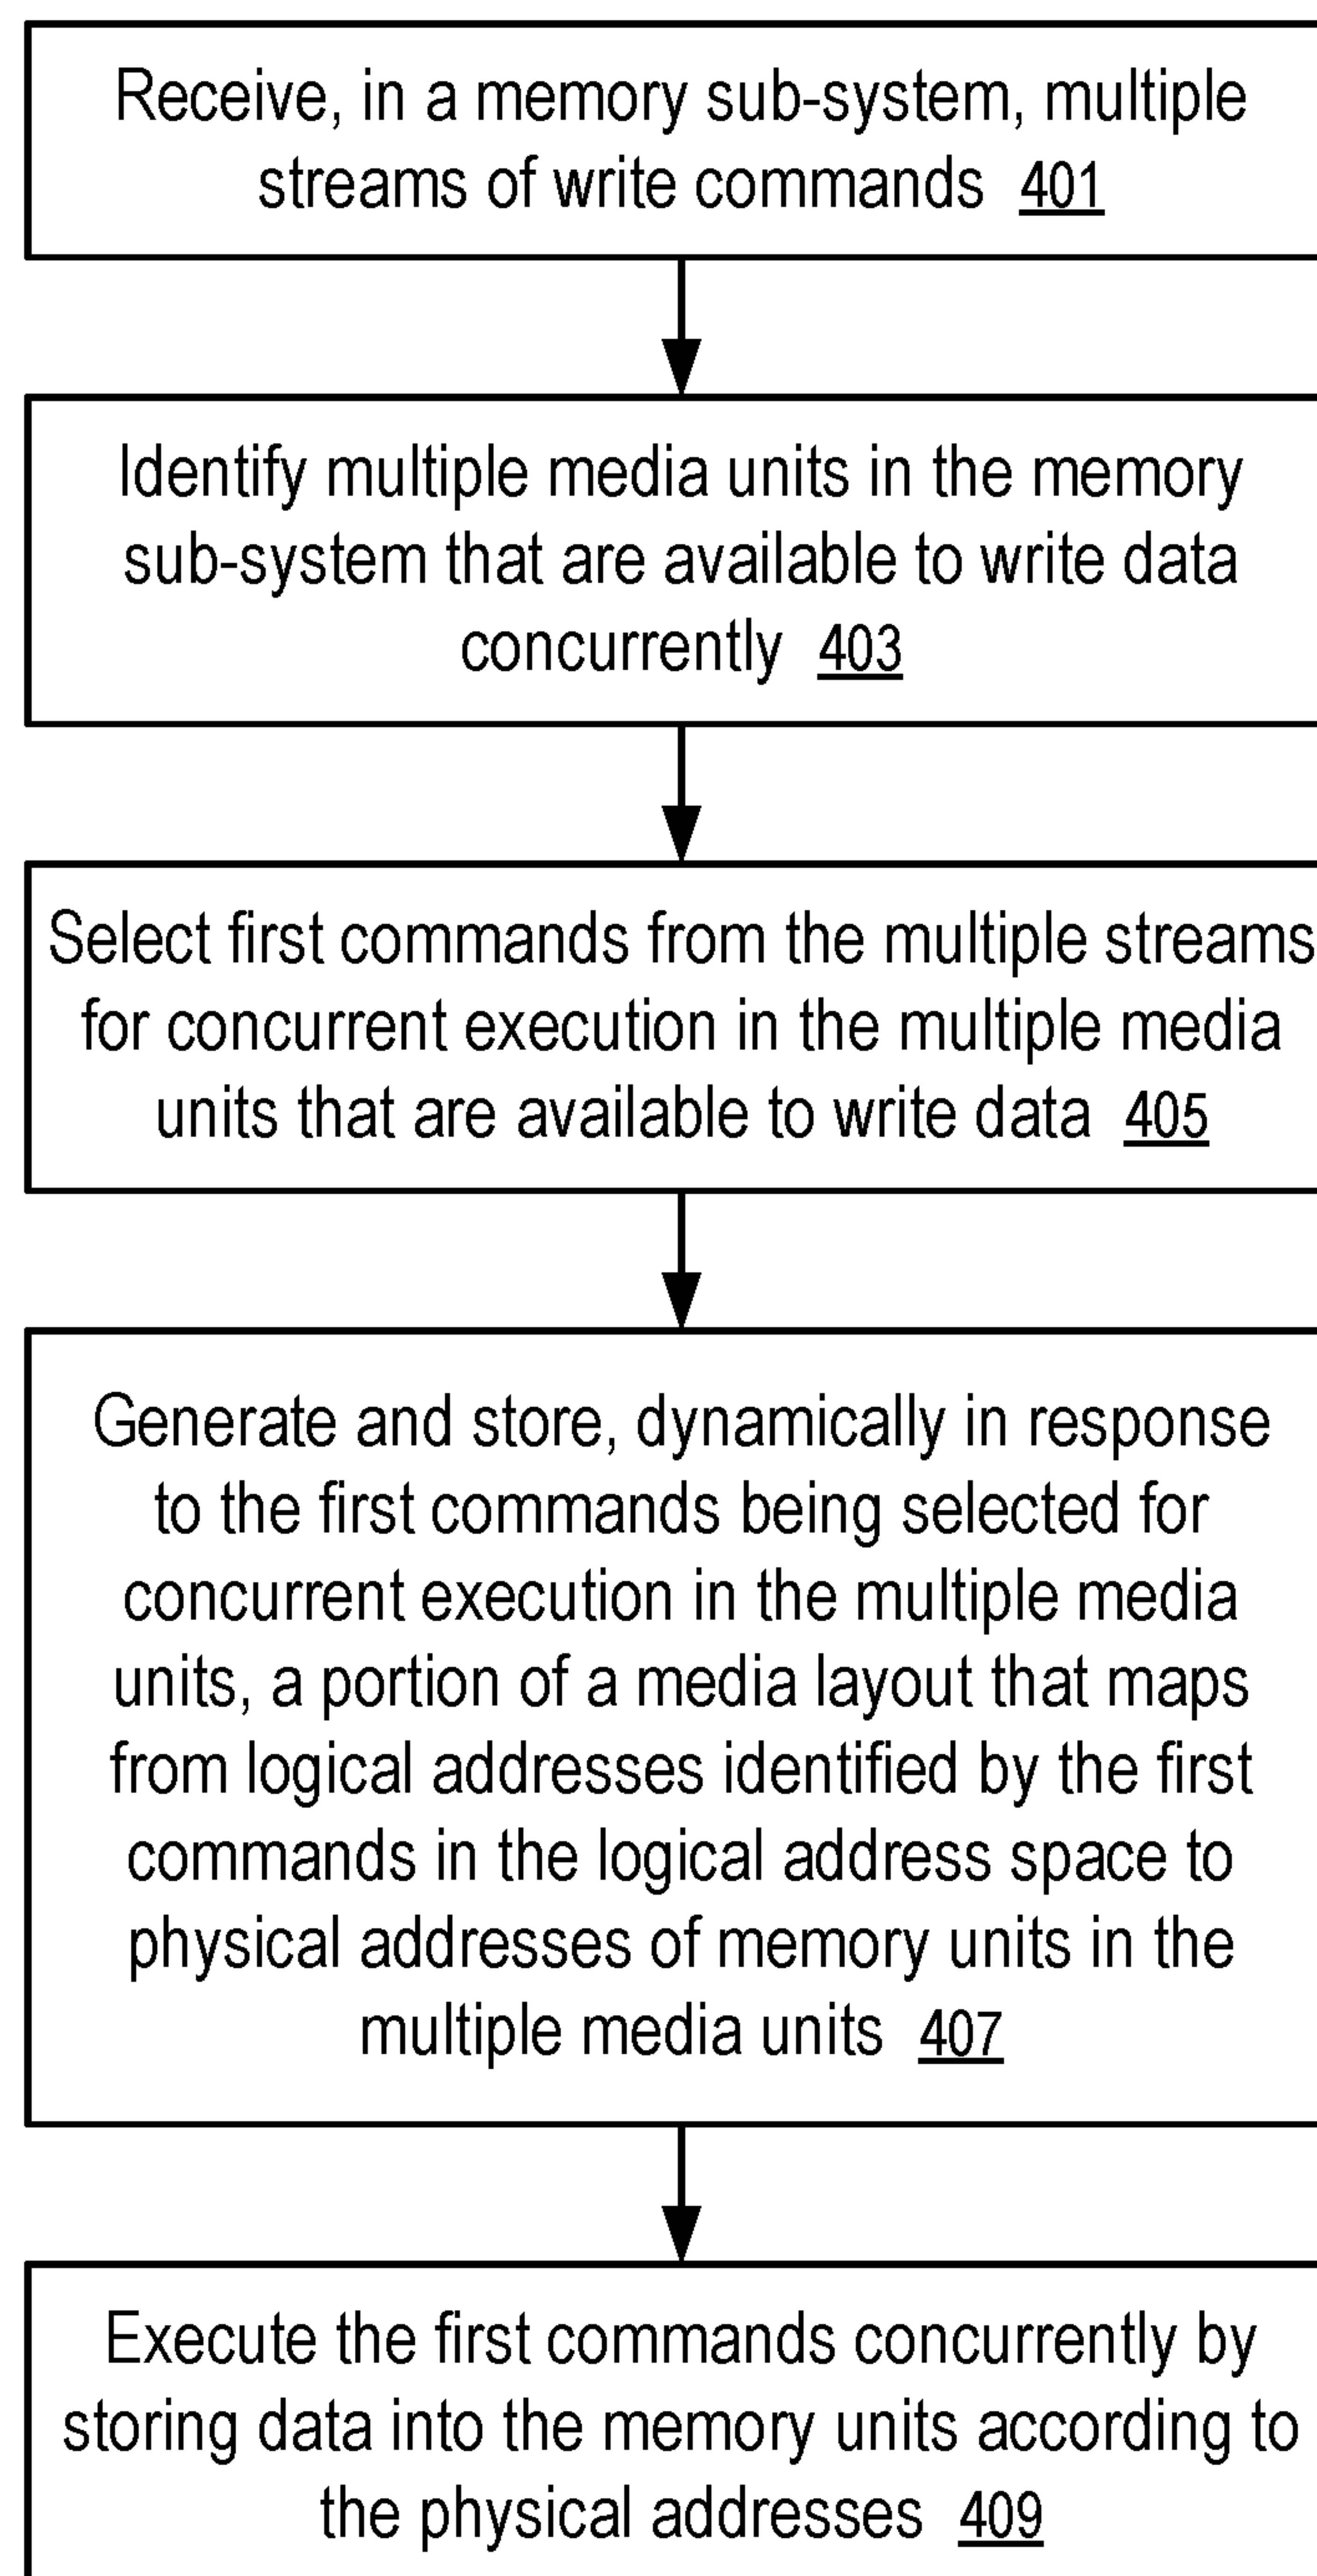 Receive, in a memory sub-system, multiple
streams of write commands 401
Identify multiple media units in the memory
sub-system that are available to write data
concurrently 403
Select first commands from the multiple streams
for concurrent execution in the multiple media
units that are available to write data 405
Generate and store, dynamically in response
to the first commands being selected for
concurrent execution in the multiple media
units, a portion of a media layout that maps
from logical addresses identified by the first
commands in the logical address space to
physical addresses of memory units in the
multiple media units 407
Execute the first commands concurrently by
storing data into the memory units according to
the physical addresses 409